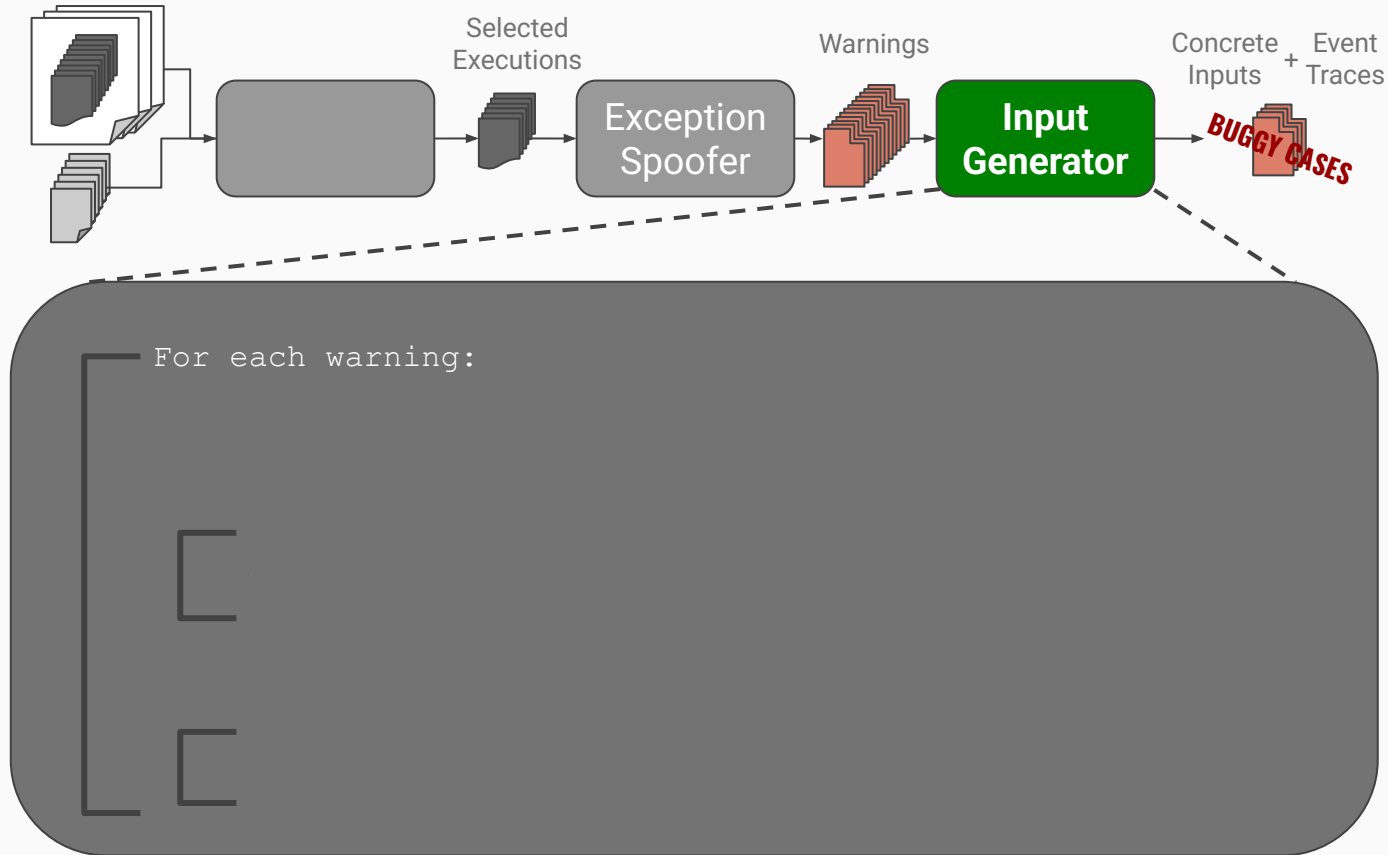 Selected
Executions
Warnings
Concrete
Inputs
+
Event
Traces
Exception
Spoofer
Input
Generator
BUGGY CASES
For each warning: